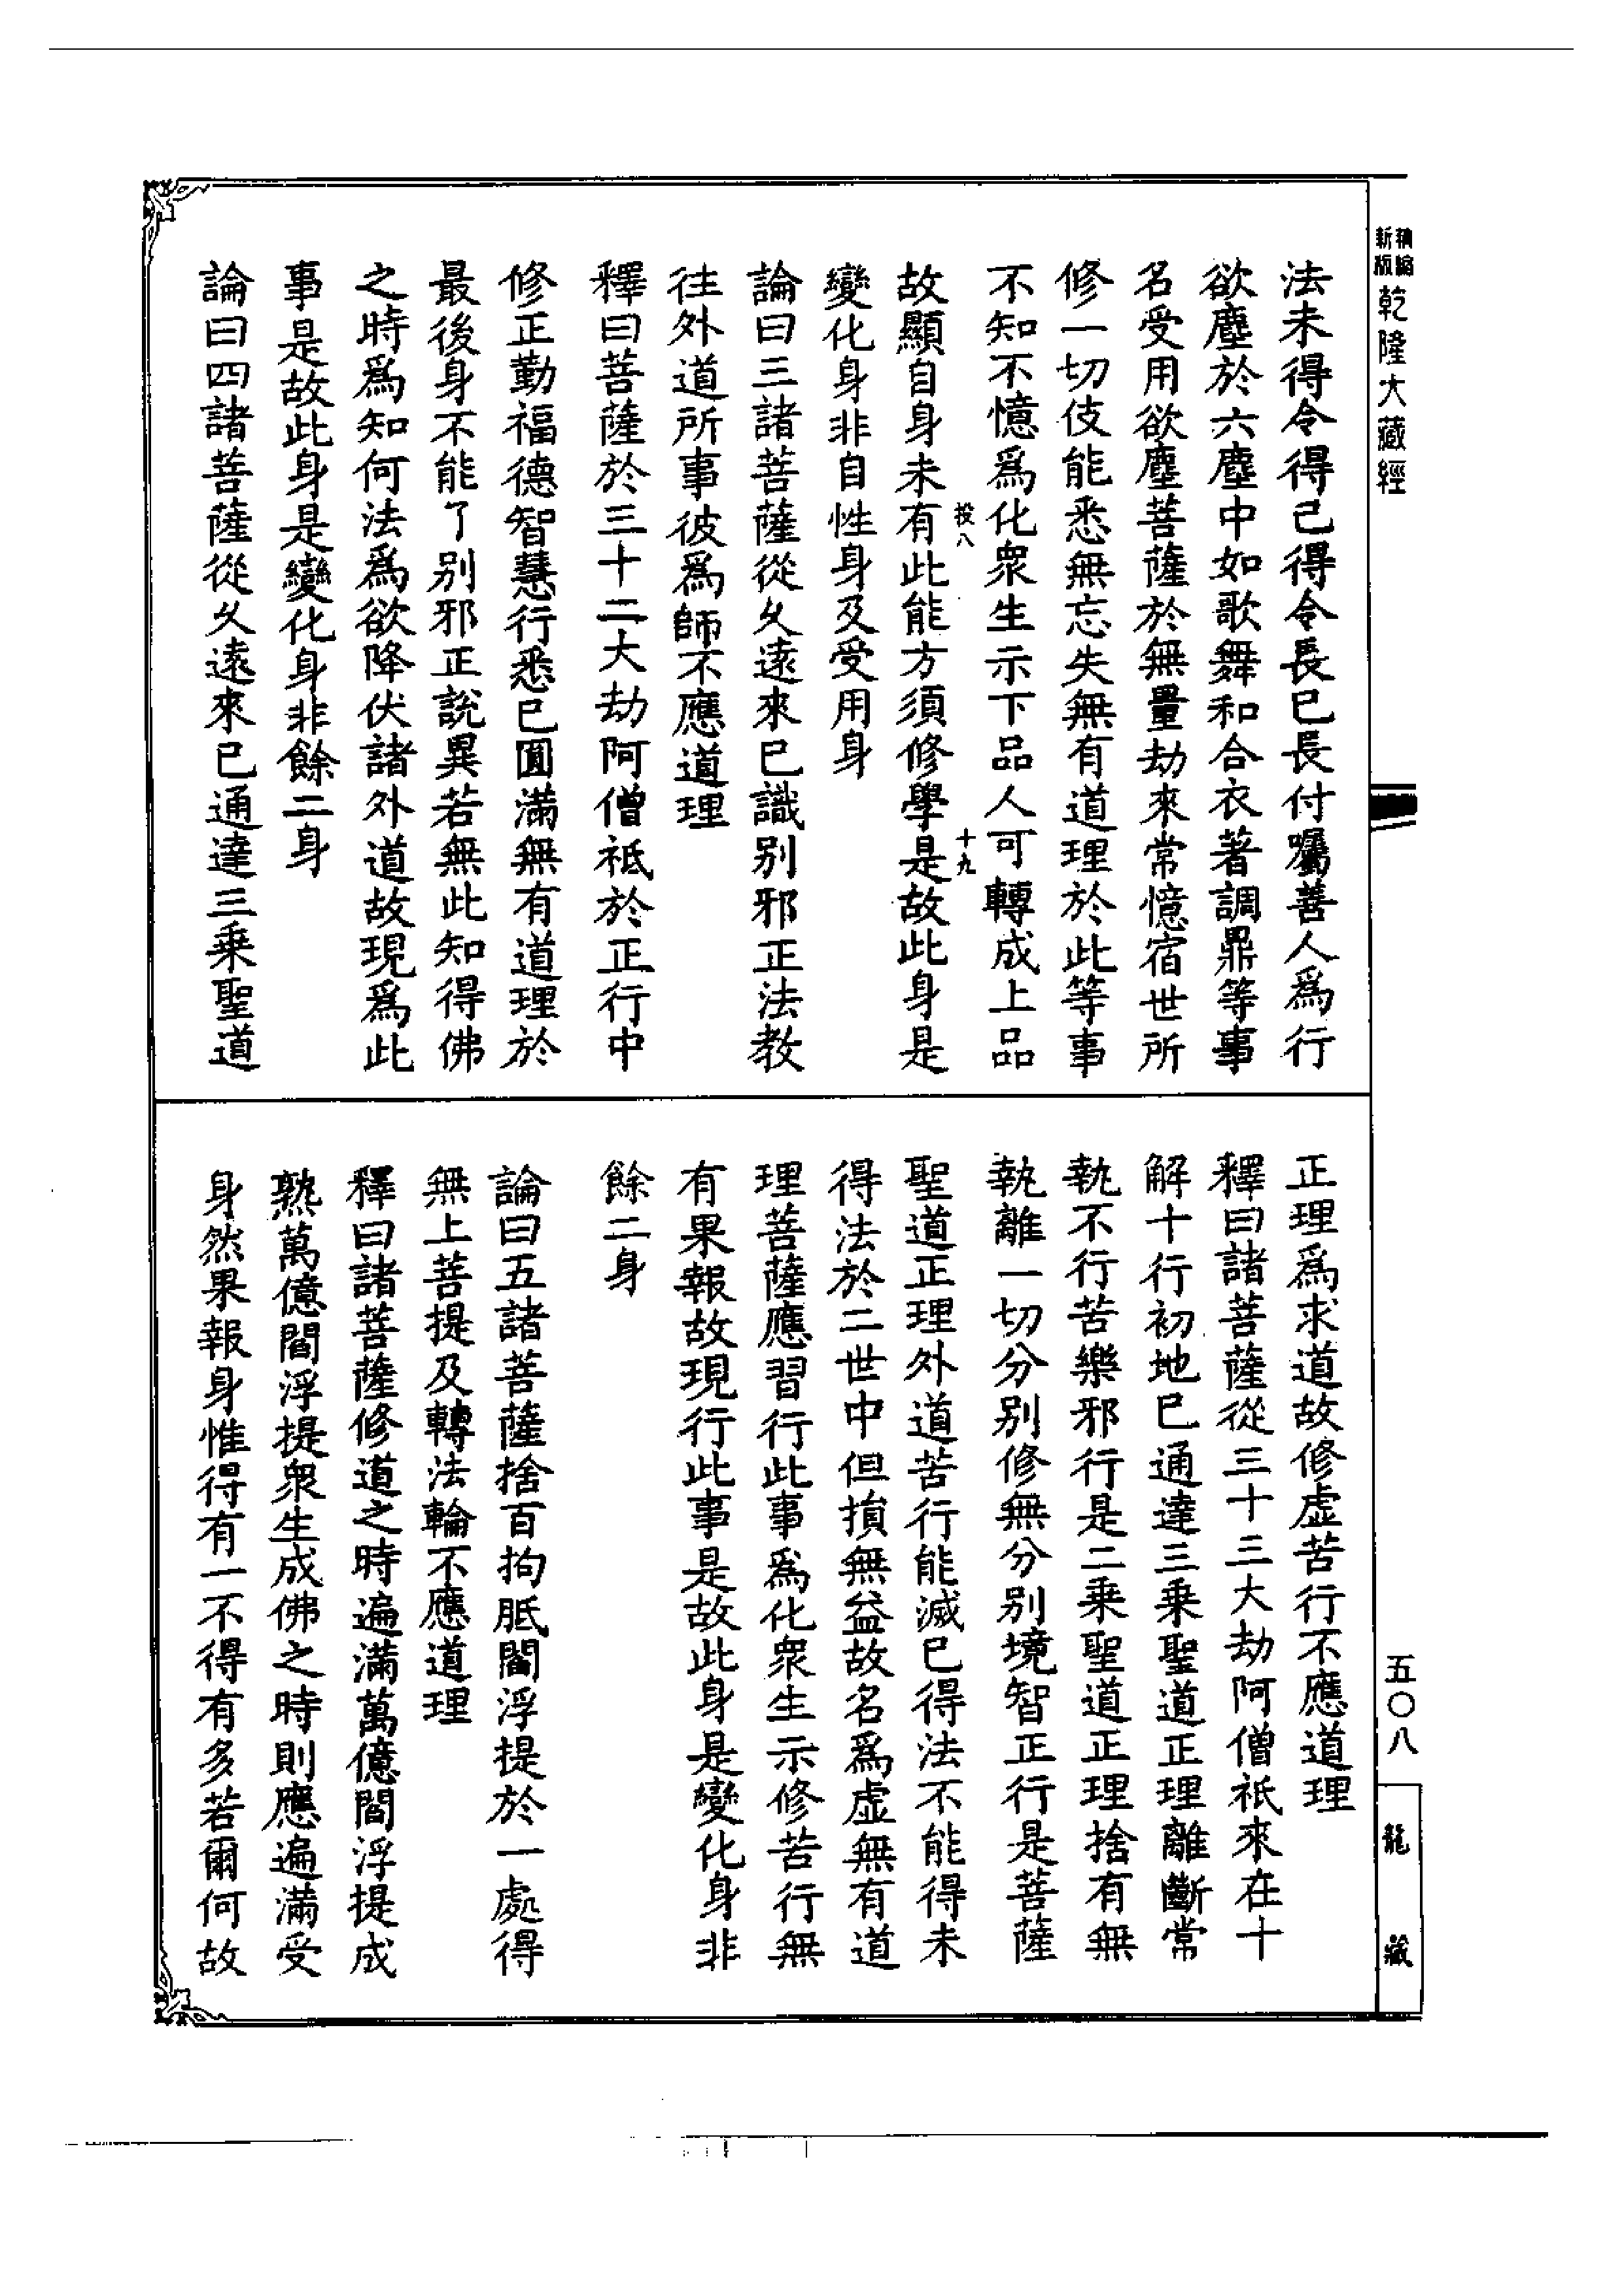 精縮新版乾隆大藏經
法未得令得已得令長已長付囑善人爲行
欲塵於六塵中如歌舞和合衣著調鼎等事
名受用欲塵菩薩於無量劫來常憶宿世所
修一切伎能悉無忘失無有道理於此等事
不知不憶爲化衆生示下品人可轉成上品
投八
十九
故顯自身未有此能方須修學是故此身是
變化身非自性身及受用身
論曰三諸菩薩從久遠來已識別邪正法教
往外道所事彼爲師不應道理
釋曰菩薩於三十二大劫阿僧祇於正行中
修正勤福德智慧行悉已圓滿無有道理於
最後身不能了別邪正說異若無此知得佛
之時爲知何法爲欲降伏諸外道故現爲此
事是故此身是變化身非餘二身
論曰四諸菩薩從久遠來已通達三乘聖道
正理爲求道故修虛苦行不應道理
釋曰諸菩薩從三十三大劫阿僧祇來在十
解十行初地已通達三乘聖道正理離斷常
執不行苦樂邪行是二乘聖道正理捨有無
執離一切分別修無分別境智正行是菩薩
聖道正理外道苦行能滅已得法不能得未
得法於二世中但損無益故名爲虛無有道
理菩薩應習行此事爲化衆生示修苦行無
有果報故現行此事是故此身是變化身非
餘二身
論曰五諸菩薩捨百拘胝閻浮提於一處得
無上菩提及轉法輪不應道理
釋曰諸菩薩修道之時遍滿萬億閻浮提成
熟萬億閻浮提衆生成佛之時則應遍滿受
身然果報身惟得有一不得有多若爾何故
五〇八
龍藏